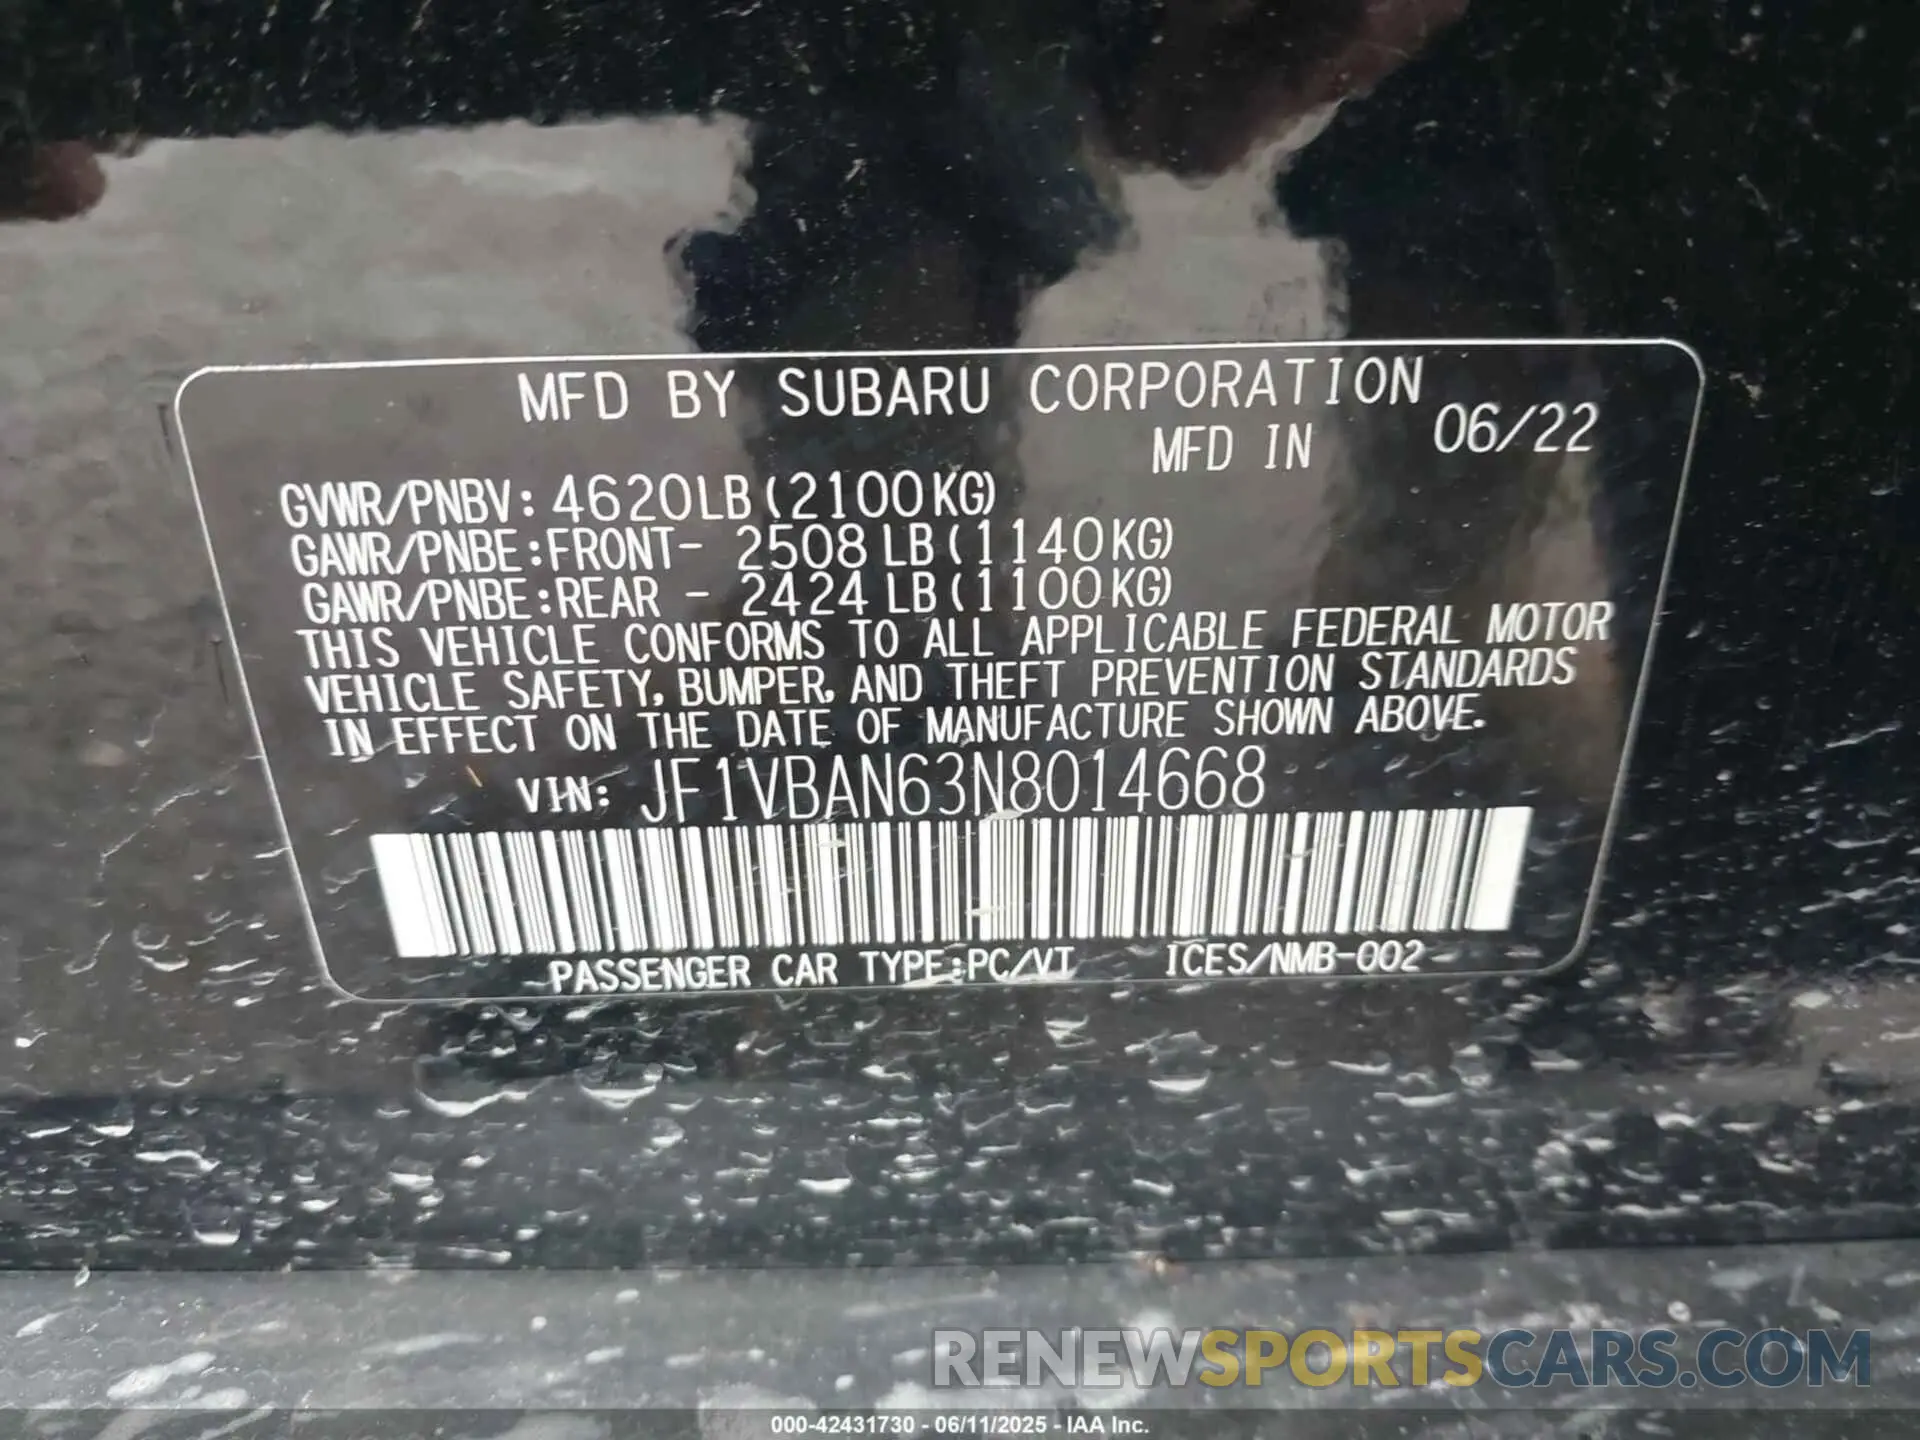 MFD BY SUBARU CORPORATION
MFD IN 06/22
GVWR/PNBV: 4620LB (2100KG)
GAWR/PNBE:FRONT- 2508 LB (1140KG)
GAWR/PNBE:REAR - 2424 LB (1100KG)
THIS VEHICLE CONFORMS TO ALL APPLICABLE FEDERAL MOTOR
VEHICLE SAFETY, BUMPER, AND THEFT PREVENTION STANDARDS
IN EFFECT ON THE DATE OF MANUFACTURE SHOWN ABOVE.
VIN: JF1VBAN63N8014668
PASSENGER CAR TYPE:PC/VT ICES/NMB-002
RENEWSPORTSCARS.COM
000-42431730 - 06/11/2025 - IAA Inc.